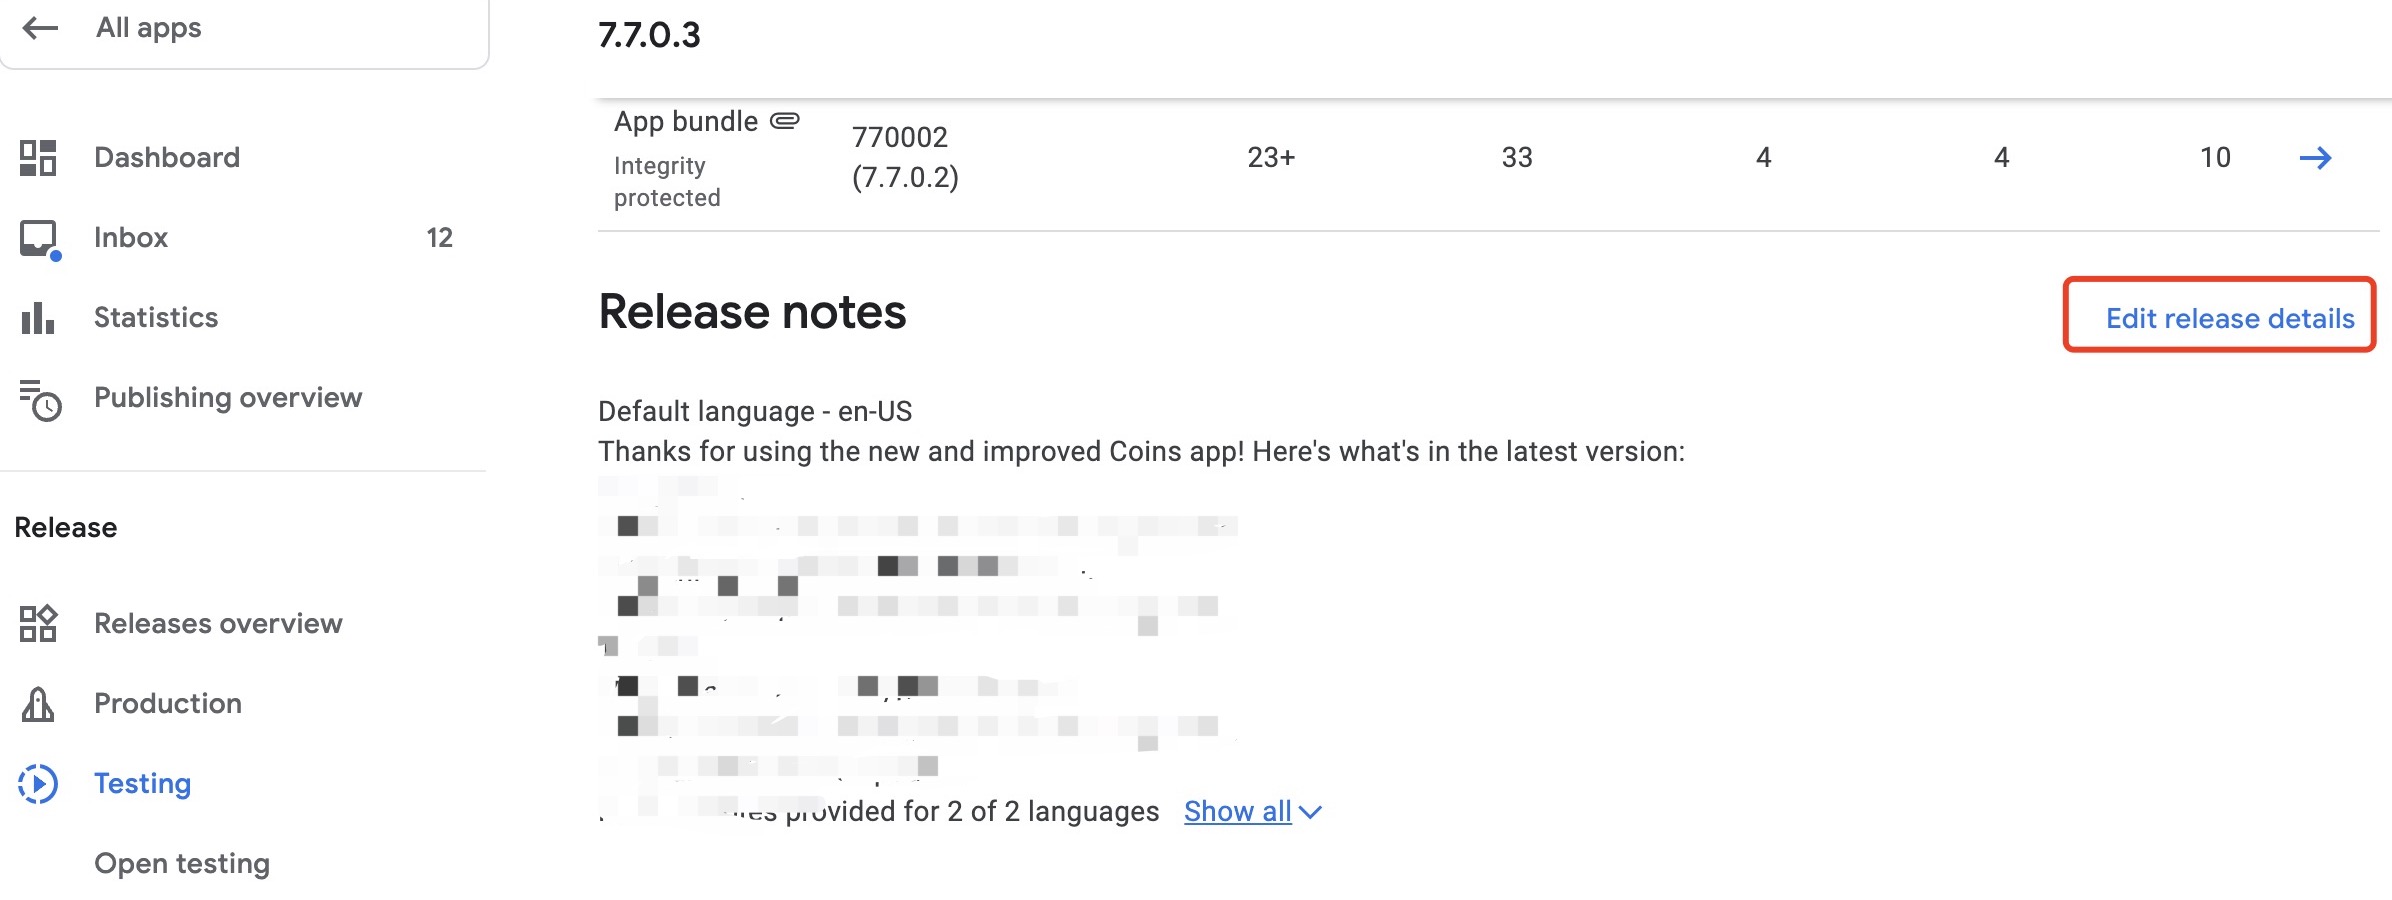 All apps
Dashboard
Inbox 12
Statistics
Publishing overview
Release
Releases overview
Production
Testing
Open testing
7.7.0.3
App bundle
Integrity
protected
770002
(7.7.0.2)
23+ 33 4 4 10
Release notes
Edit release details
Default language - en-US
Thanks for using the new and improved Coins app! Here's what's in the latest version:
provided for 2 of 2 languages Show all